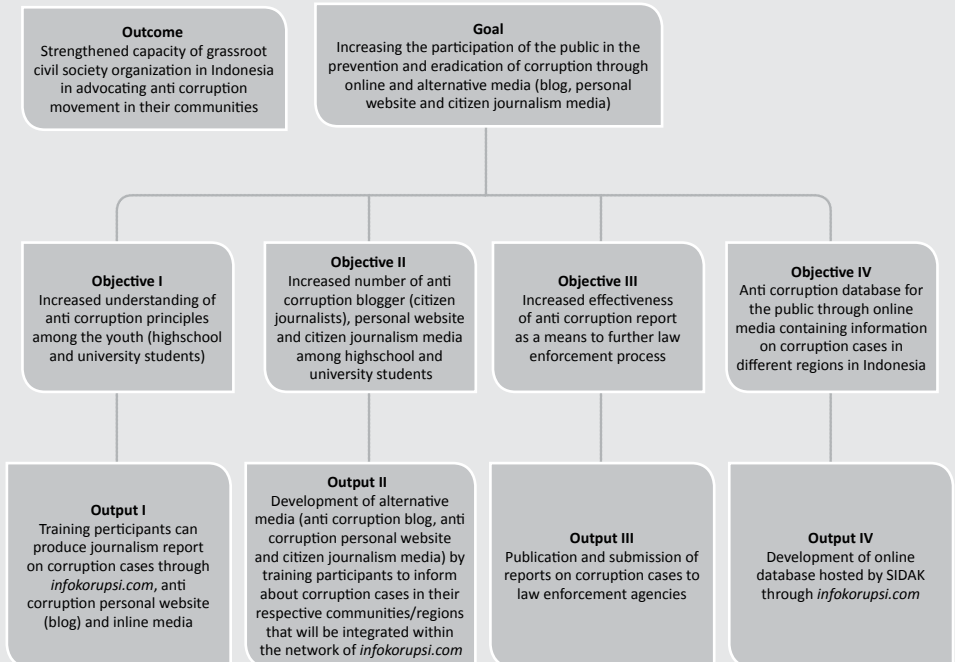 Outcome
Strengthened capacity of grassroot
civil society organization in Indonesia
in advocating anti corruption
movement in their communities
Goal
Increasing the participation of the public in the
prevention and eradication of corruption through
online and alternative media (blog, personal
website and citizen journalism media)
Objective I
Increased understanding of
anti corruption principles
among the youth (highschool
and university students)
Objective II
Increased number of anti
corruption blogger (citizen
journalists), personal website
and citizen journalism media
among highschool and
university students
Objective III
Increased effectiveness
of anti corruption report
as a means to further law
enforcement process
Objective IV
Anti corruption database for
the public through online
media containing information
on corruption cases in
different regions in Indonesia
Output I
Training perticipants can
produce journalism report
on corruption cases through
infokorupsi.com, anti
corruption personal website
(blog) and inline media
Output II
Development of alternative
media (anti corruption blog, anti
corruption personal website
and citizen journalism media) by
training participants to inform
about corruption cases in their
respective communities/regions
that will be integrated within
the network of infokorupsi.com
Output III
Publication and submission of
reports on corruption cases to
law enforcement agencies
Output IV
Development of online
database hosted by SIDAK
through infokorupsi.com